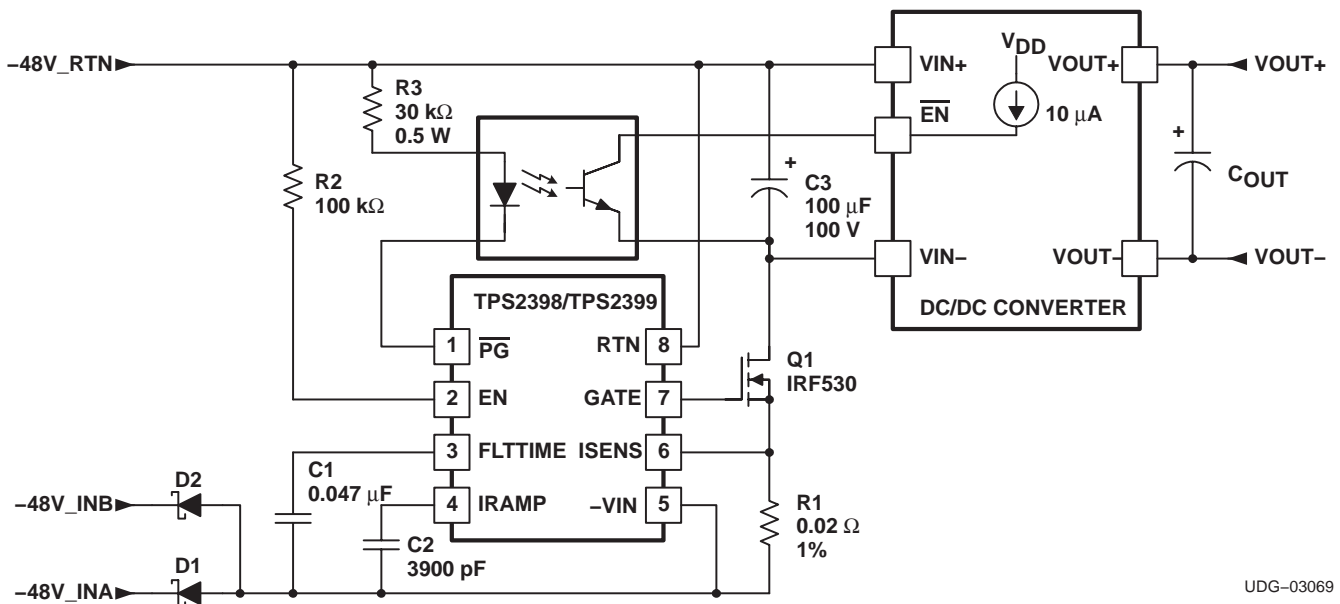 –48V_RTN
R3
30 kΩ
0.5 W
R2
100 kΩ
C3
100 μF
100 V
+
VIN+
EN
VIN–
VDD
10 μA
VOUT+
VOUT–
DC/DC CONVERTER
VOUT+
+
COUT
VOUT–
TPS2398/TPS2399
1 PG
2 EN
3 FLTTIME
4 IRAMP
RTN 8
GATE 7
ISENS 6
–VIN 5
Q1
IRF530
R1
0.02 Ω
1%
C1
0.047 μF
C2
3900 pF
–48V_INB
D2
–48V_INA
D1
UDG–03069